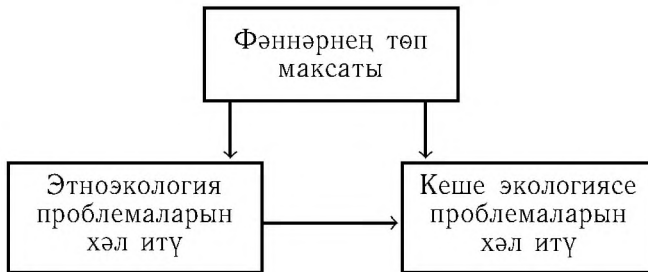 Фәннәрнең төп
максаты
Этноэкология
проблемаларын
хәл итү
Кеше экологиясе
проблемаларын
хәл итү